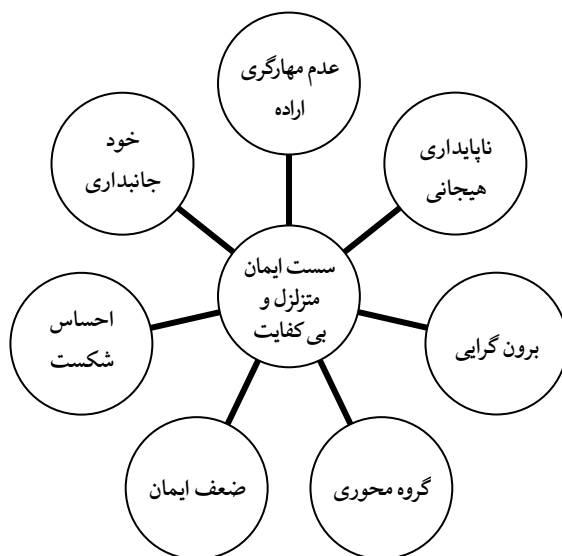 عدم مهارگری
اراده
ناپایداری
هیجانی
برون گرایی
گروه محوری
ضعف ایمان
احساس
شکست
خود
جانبداری
سست ایمان
متزلزل و
بی کفایت